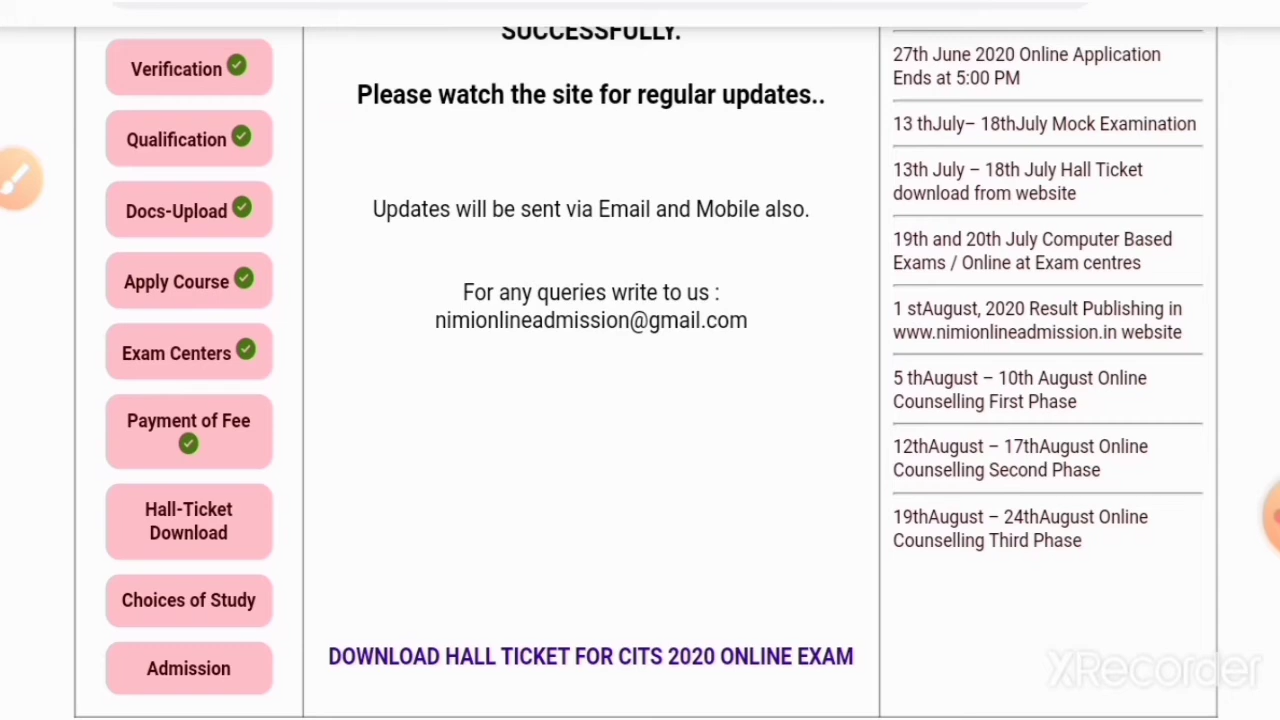 Verification
Qualification
Docs-Upload
Apply Course
Exam Centers
Payment of Fee
Hall-Ticket
Download
Choices of Study
Admission
SUCCESSFULLY.
Please watch the site for regular updates..
Updates will be sent via Email and Mobile also.
For any queries write to us :
nimionlineadmission@gmail.com
DOWNLOAD HALL TICKET FOR CITS 2020 ONLINE EXAM
27th June 2020 Online Application
Ends at 5:00 PM
13 thJuly– 18thJuly Mock Examination
13th July – 18th July Hall Ticket
download from website
19th and 20th July Computer Based
Exams / Online at Exam centres
1 stAugust, 2020 Result Publishing in
www.nimionlineadmission.in website
5 thAugust – 10th August Online
Counselling First Phase
12thAugust – 17thAugust Online
Counselling Second Phase
19thAugust – 24thAugust Online
Counselling Third Phase
XRecorder